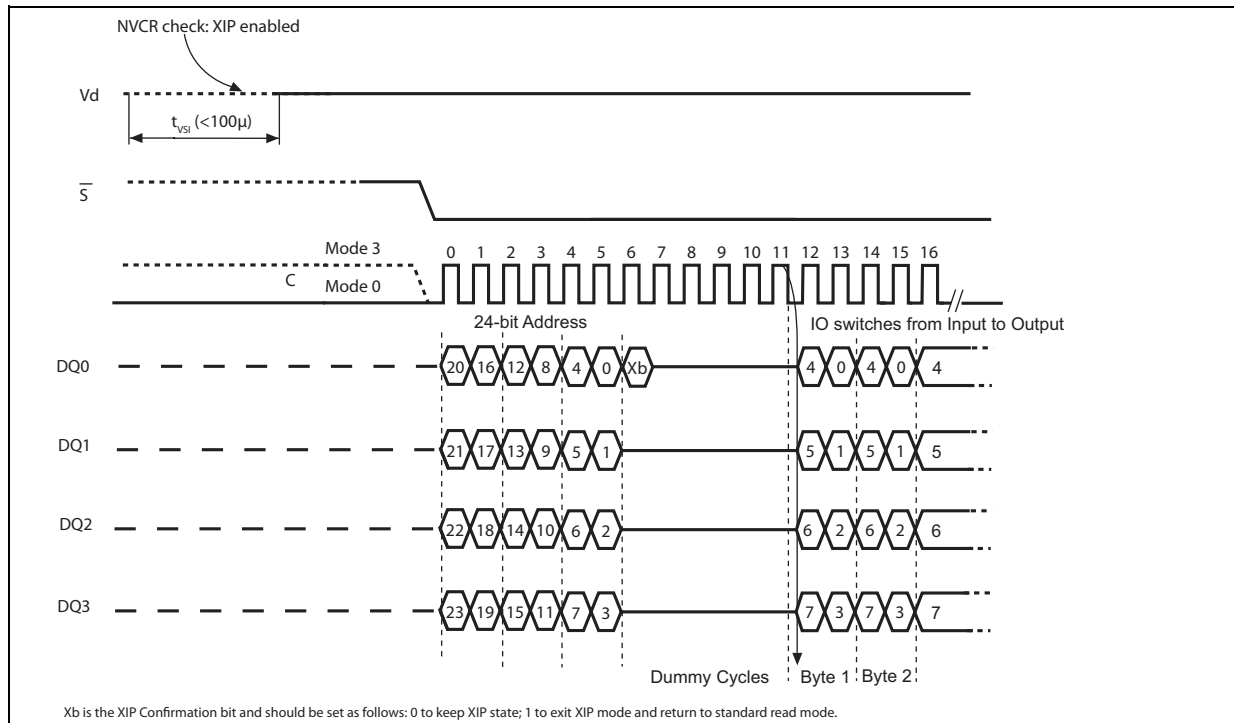 NVCR check: XIP enabled
Vd
tVSI (<100µ)
S
Mode 3
C
Mode 0
0 1 2 3 4 5 6 7 8 9 10 11 12 13 14 15 16
24-bit Address
IO switches from Input to Output
DQ0 20 16 12 8 4 0 Xb 4 0 4 0 4
DQ1 21 17 13 9 5 1 5 1 5 1 5
DQ2 22 18 14 10 6 2 6 2 6 2 6
DQ3 23 19 15 11 7 3 7 3 7 3 7
Dummy Cycles Byte 1 Byte 2
Xb is the XIP Confirmation bit and should be set as follows: 0 to keep XIP state; 1 to exit XIP mode and return to standard read mode.